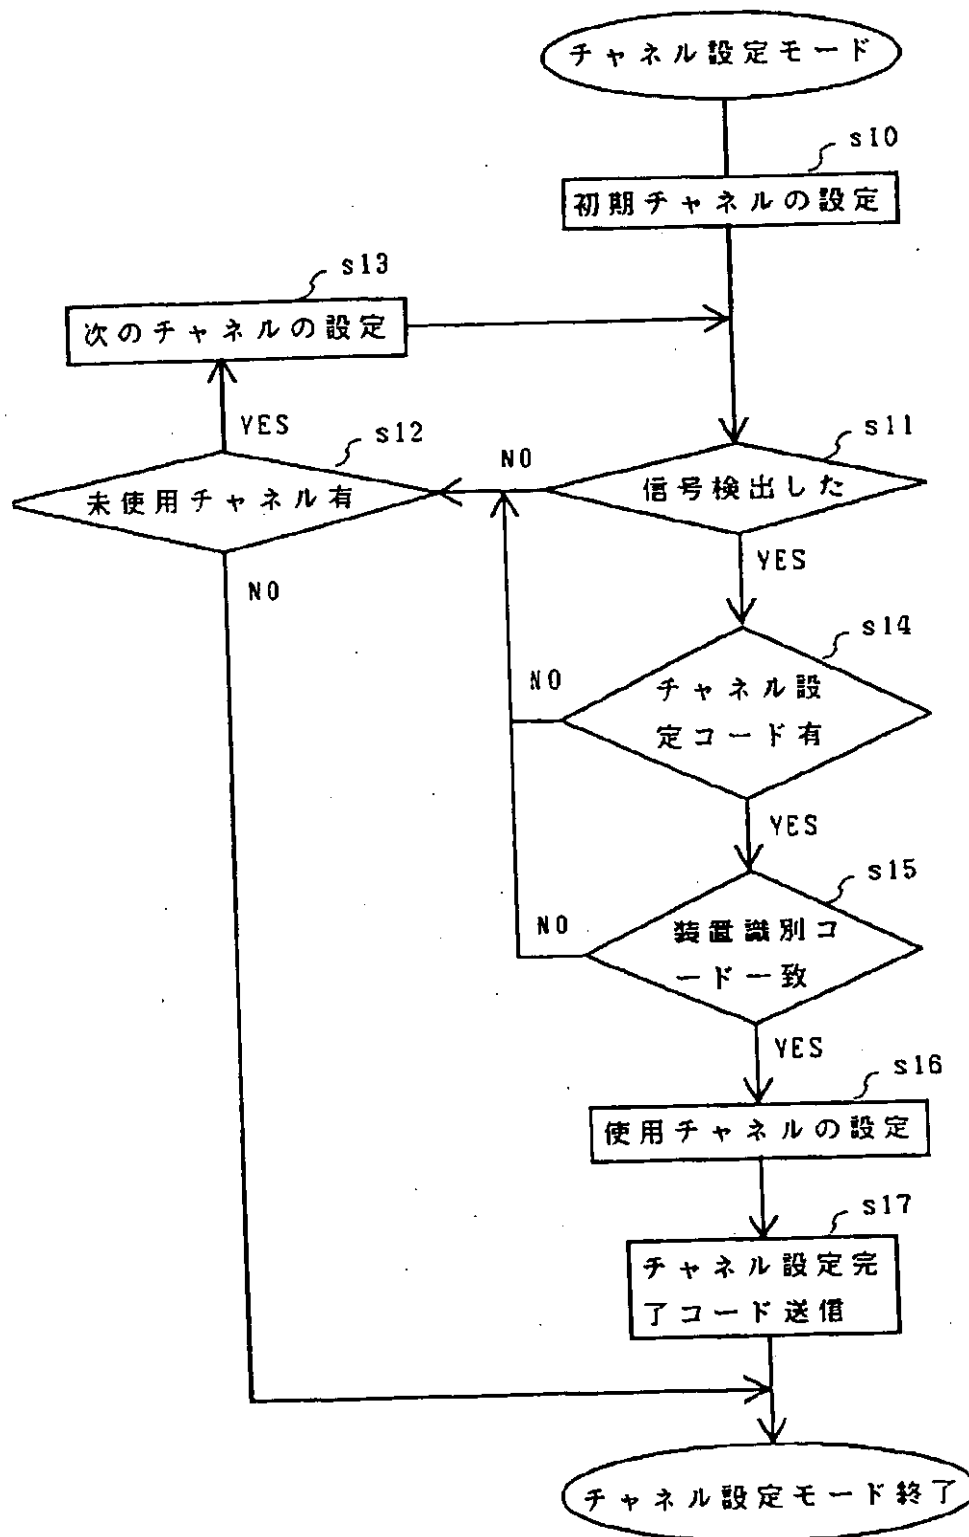 チャネル設定モード
s10
初期チャネルの設定
s13
次のチャネルの設定
YES
s12
未使用チャネル有
NO
NO
s11
信号検出した
YES
s14
チャネル設
定コード有
NO
YES
s15
装置識別コ
ード一致
NO
YES
s16
使用チャネルの設定
s17
チャネル設定完
了コード送信
チャネル設定モード終了